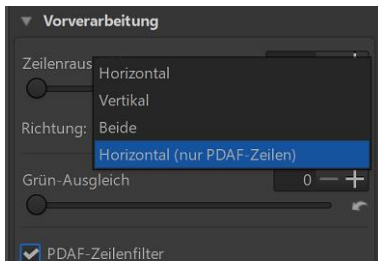 Vorverarbeitung
Zeilenraus
Horizontal
Vertikal
Richtung: Beide
Horizontal (nur PDAF-Zeilen)
Grün-Ausgleich 0
PDAF-Zeilenfilter